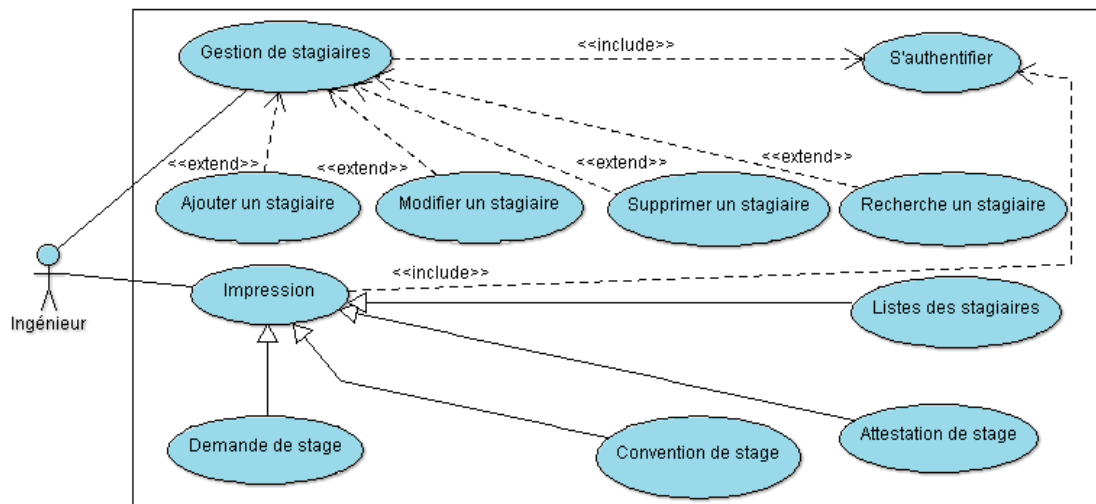 Gestion de stagiaires
<<include>>
S'authentifier
<<extend>>
<<extend>>
<<extend>>
<<extend>>
Ajouter un stagiaire
Modifier un stagiaire
Supprimer un stagiaire
Recherche un stagiaire
<<include>>
Impression
Ingénieur
Listes des stagiaires
Demande de stage
Convention de stage
Attestation de stage